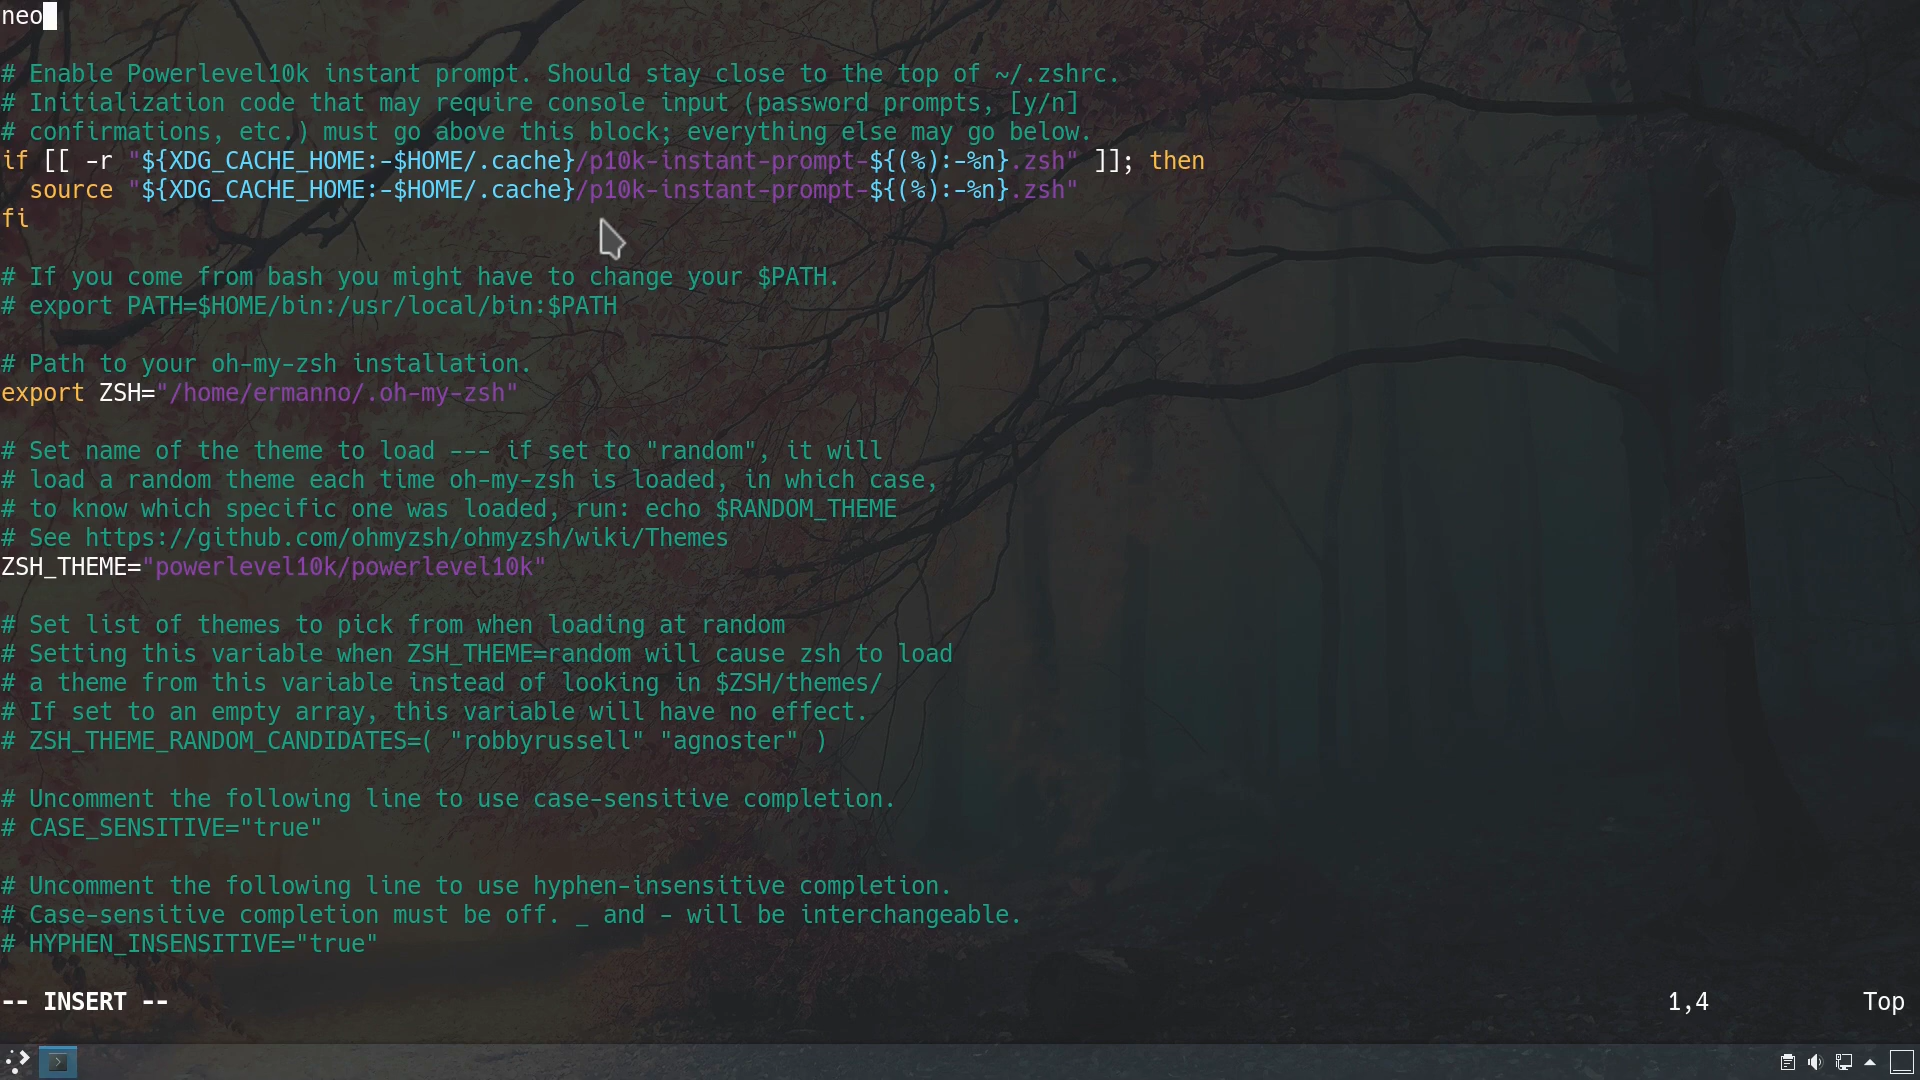 neo
# Enable Powerlevel10k instant prompt. Should stay close to the top of ~/.zshrc.
# Initialization code that may require console input (password prompts, [y/n]
# confirmations, etc.) must go above this block; everything else may go below.
if [[ -r "${XDG_CACHE_HOME:-$HOME/.cache}/p10k-instant-prompt-${(%):-%n}.zsh" ]]; then
  source "${XDG_CACHE_HOME:-$HOME/.cache}/p10k-instant-prompt-${(%):-%n}.zsh"
fi
# If you come from bash you might have to change your $PATH.
# export PATH=$HOME/bin:/usr/local/bin:$PATH
# Path to your oh-my-zsh installation.
export ZSH="/home/ermanno/.oh-my-zsh"
# Set name of the theme to load --- if set to "random", it will
# load a random theme each time oh-my-zsh is loaded, in which case,
# to know which specific one was loaded, run: echo $RANDOM_THEME
# See https://github.com/ohmyzsh/ohmyzsh/wiki/Themes
ZSH_THEME="powerlevel10k/powerlevel10k"
# Set list of themes to pick from when loading at random
# Setting this variable when ZSH_THEME=random will cause zsh to load
# a theme from this variable instead of looking in $ZSH/themes/
# If set to an empty array, this variable will have no effect.
# ZSH_THEME_RANDOM_CANDIDATES=( "robbyrussell" "agnoster" )
# Uncomment the following line to use case-sensitive completion.
# CASE_SENSITIVE="true"
# Uncomment the following line to use hyphen-insensitive completion.
# Case-sensitive completion must be off. _ and - will be interchangeable.
# HYPHEN_INSENSITIVE="true"
-- INSERT -- 1,4 Top